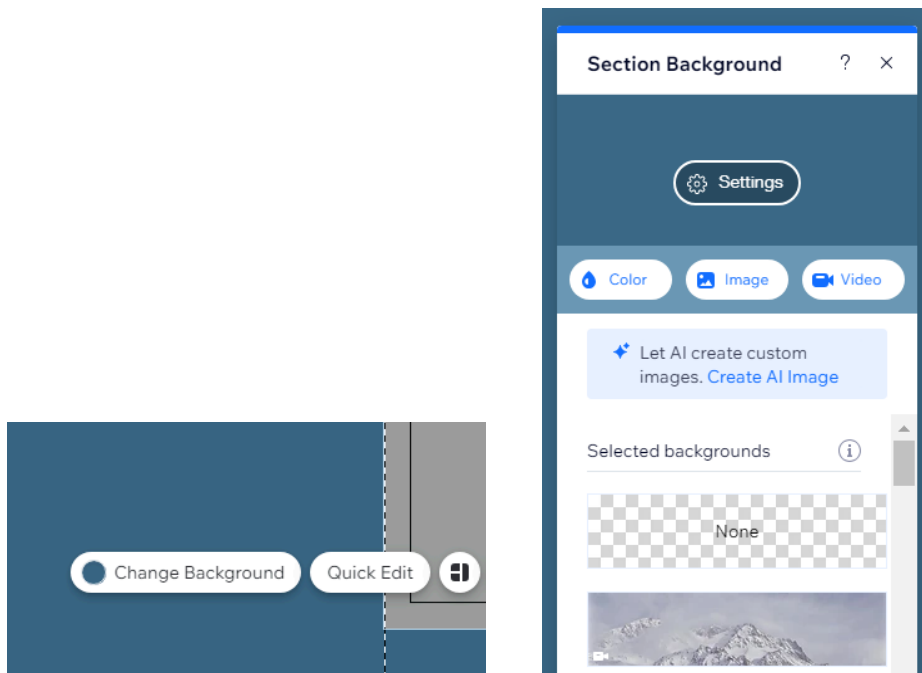 Change Background
Quick Edit
Section Background
?
Settings
Color
Image
Video
Let AI create custom
images. Create AI Image
Selected backgrounds
i
None